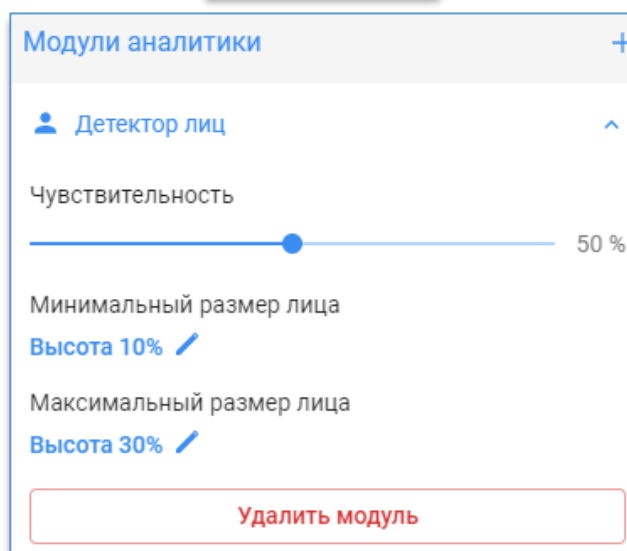 Модули аналитики +
Детектор лиц
Чувствительность
50 %
Минимальный размер лица
Высота 10%
Максимальный размер лица
Высота 30%
Удалить модуль